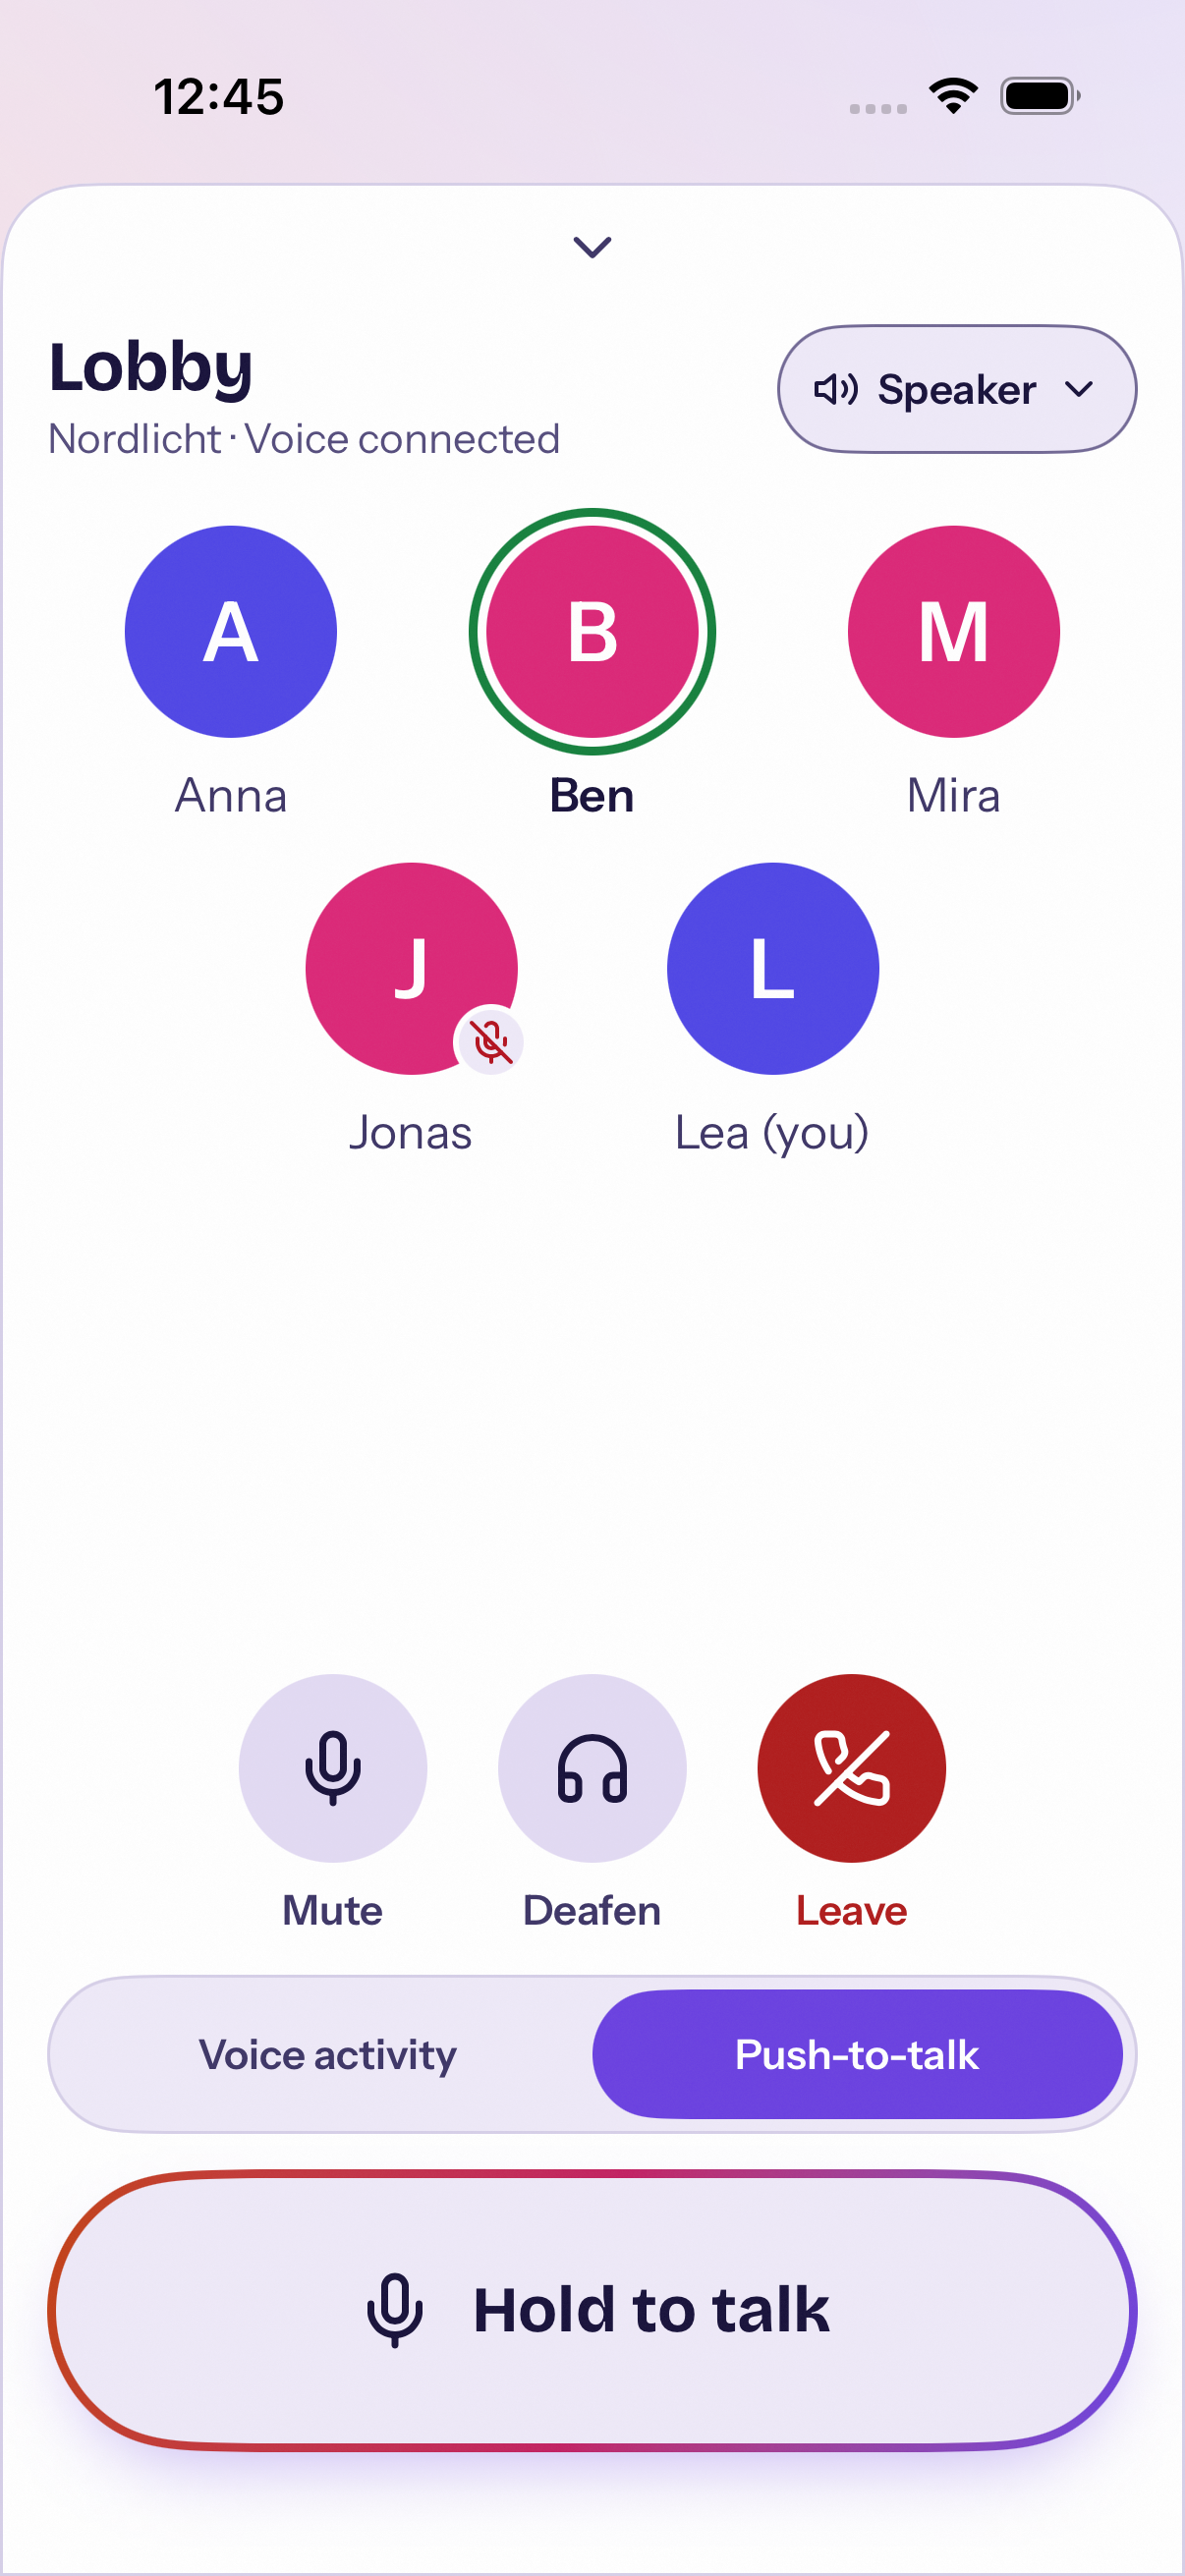 12:45
Lobby
Speaker
Nordlicht · Voice connected
A
B
M
Anna
Ben
Mira
J
L
Jonas
Lea (you)
Mute
Deafen
Leave
Voice activity
Push-to-talk
Hold to talk